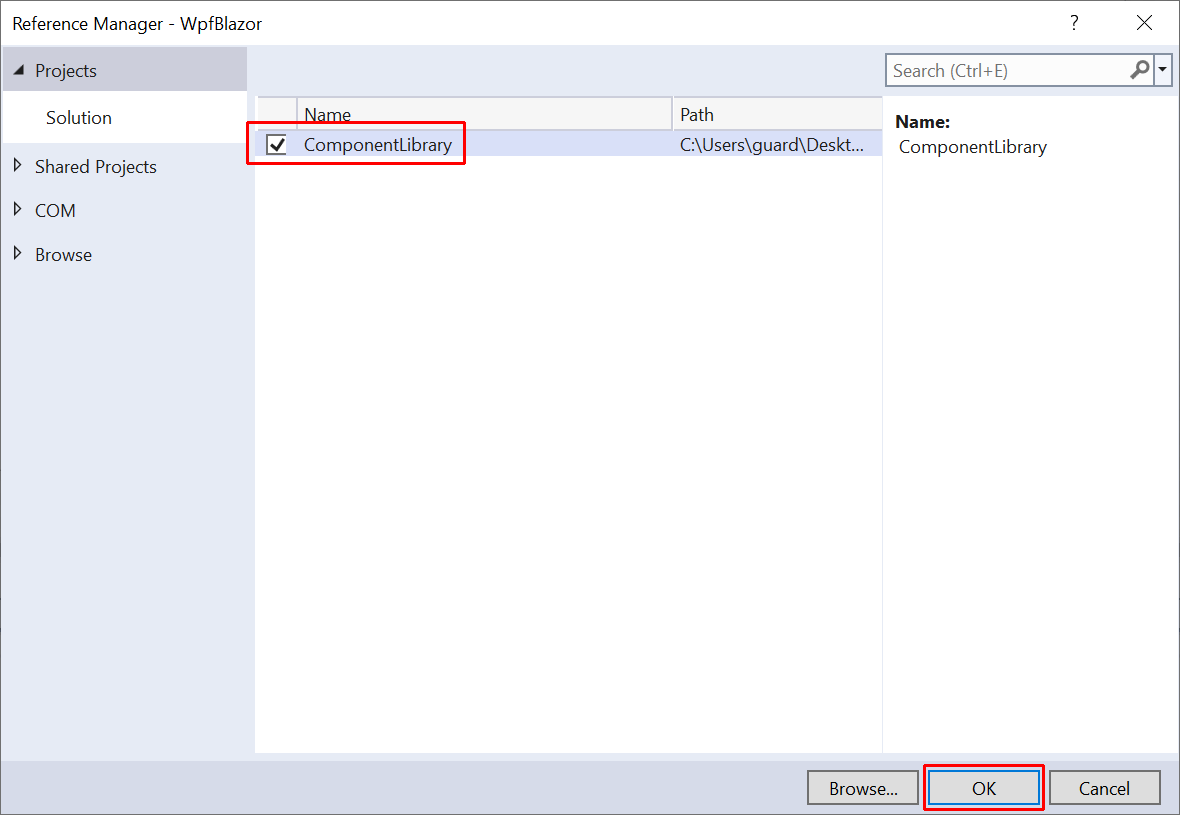 Reference Manager - WpfBlazor
?
Projects
Search (Ctrl+E)
Solution
Name Path
Name:
ComponentLibrary C:\Users\guard\Deskt...
ComponentLibrary
Shared Projects
COM
Browse
Browse... OK Cancel